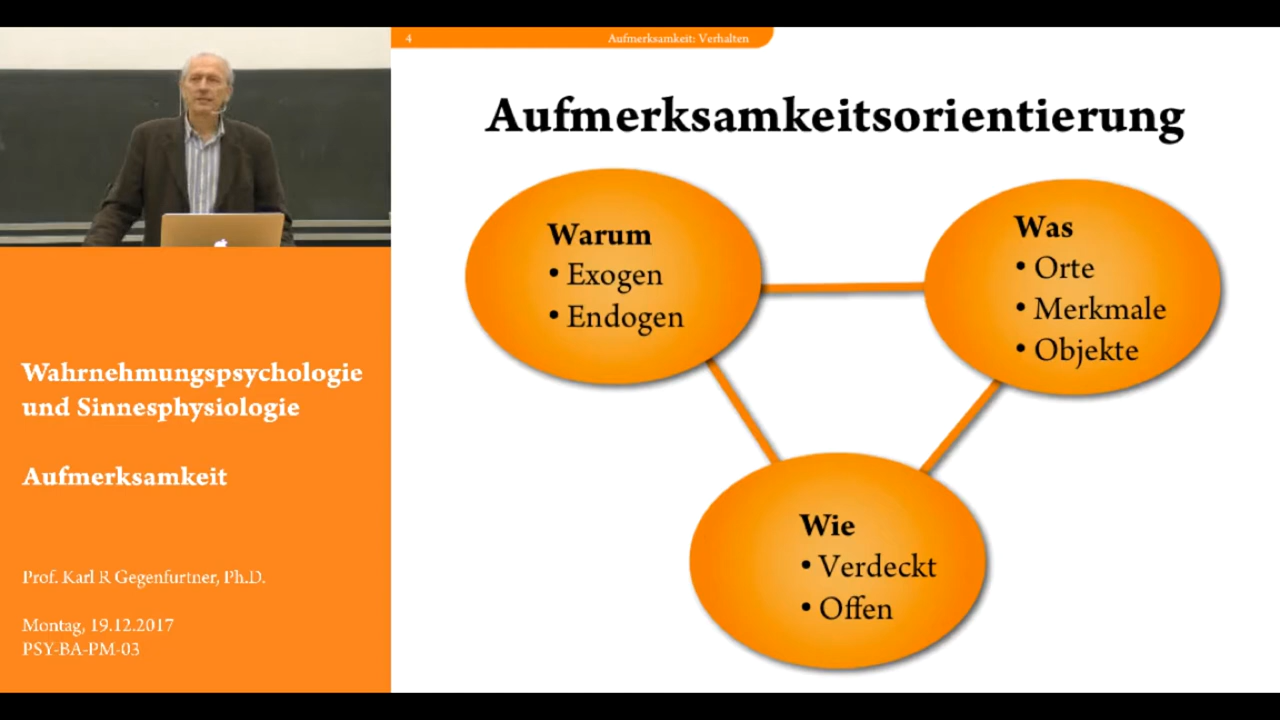 4
Aufmerksamkeit: Verhalten
Aufmerksamkeitsorientierung
Warum
• Exogen
• Endogen
Was
• Orte
• Merkmale
• Objekte
Wie
• Verdeckt
• Offen
Wahrnehmungspsychologie
und Sinnesphysiologie
Aufmerksamkeit
Prof. Karl R Gegenfurtner, Ph.D.
Montag, 19.12.2017
PSY-BA-PM-03